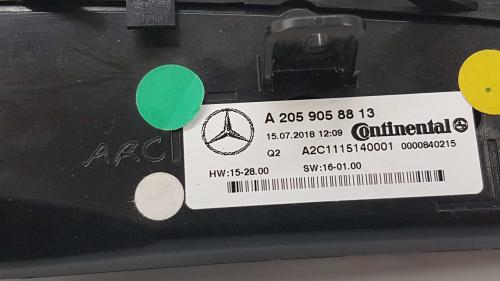 A 205 905 88 13
15.07.2018 12:09 Continental
Q2 A2C1115140001 0000840215
HW:15-28.00 SW:16-01.00
ARC